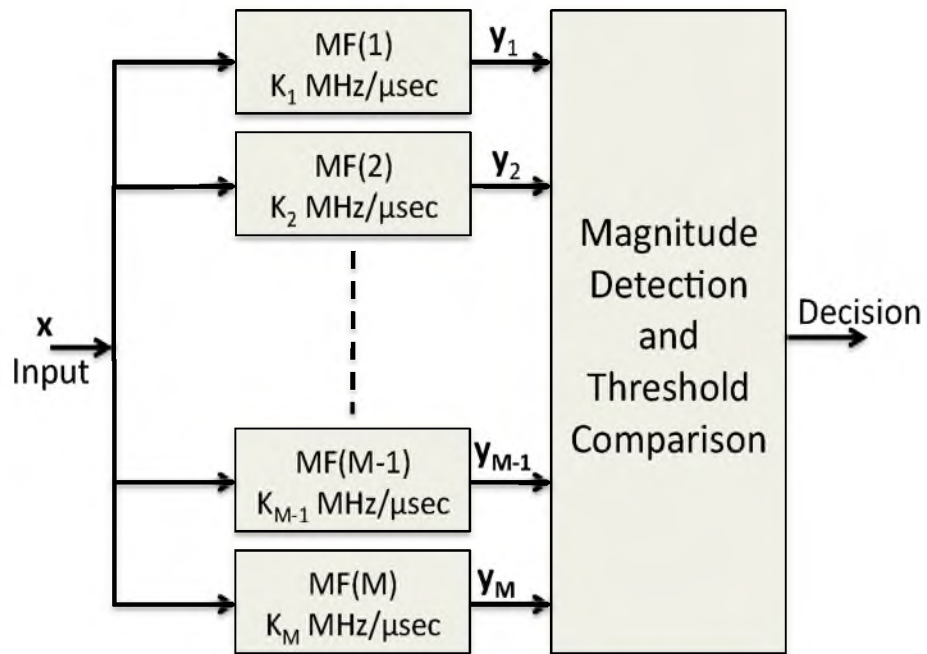 MF(1)
K₁ MHz/μsec
y₁
MF(2)
K₂ MHz/μsec
y₂
x
Input
Magnitude
Detection
and
Threshold
Comparison
Decision
MF(M-1)
K_{M-1} MHz/μsec
y_{M-1}
MF(M)
K_M MHz/μsec
y_M